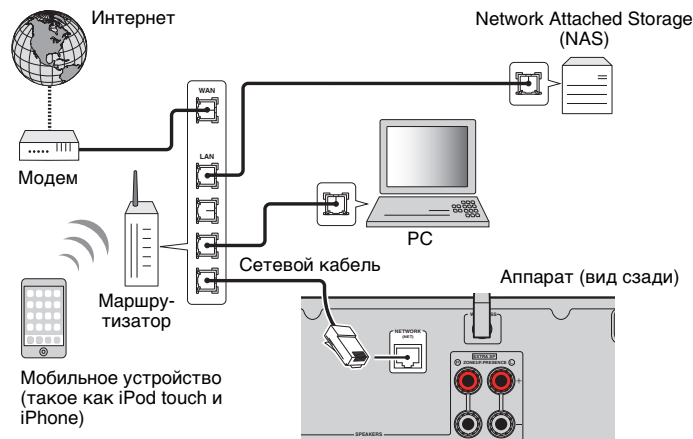 Интернет
Network Attached Storage
(NAS)
WAN
LAN
Модем
PC
Сетевой кабель
Аппарат (вид сзади)
Маршру-
тизатор
Мобильное устройство
(такое как iPod touch и
iPhone)
NETWORK
(NET)
EXTRA SP
R ZONE2/F.PRESENCE L
SPEAKERS